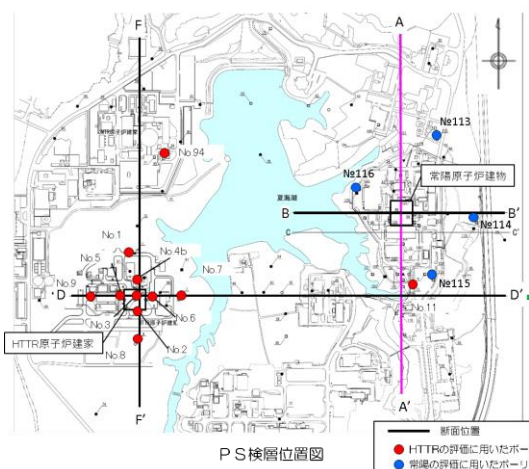 F
A
№113
No.94
№116
常陽原子炉建物
夏海湖
B
B'
№114
C
C'
No.1
No.4b
No.5
No.7
No.9
№115
D
D'
No.3
No.6
No.11
HTTR原子炉建家
No.8
No.2
F'
A'
PS検層位置図
断面位置
HTTRの評価に用いたボー
常陽の評価に用いたボーリ